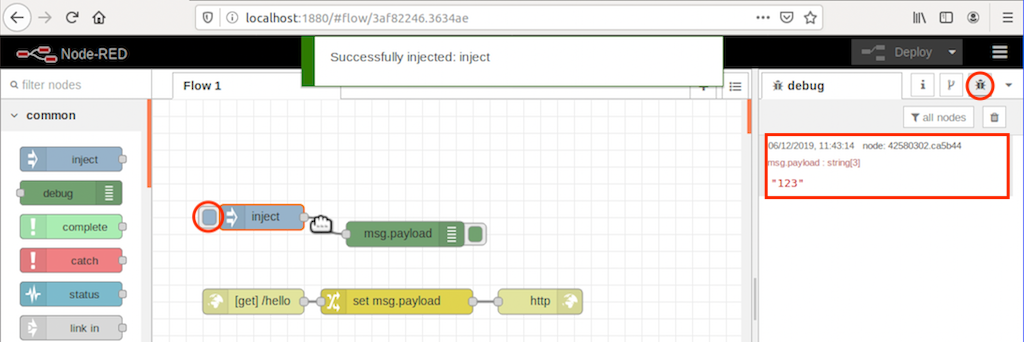 localhost:1880/#flow/3af82246.3634ae
Node-RED
Successfully injected: inject
Deploy
filter nodes
Flow 1
debug
i
common
all nodes
inject
debug
complete
catch
status
link in
inject
msg.payload
[get] /hello
set msg.payload
http
06/12/2019, 11:43:14 node: 42580302.ca5b44
msg.payload : string[3]
"123"